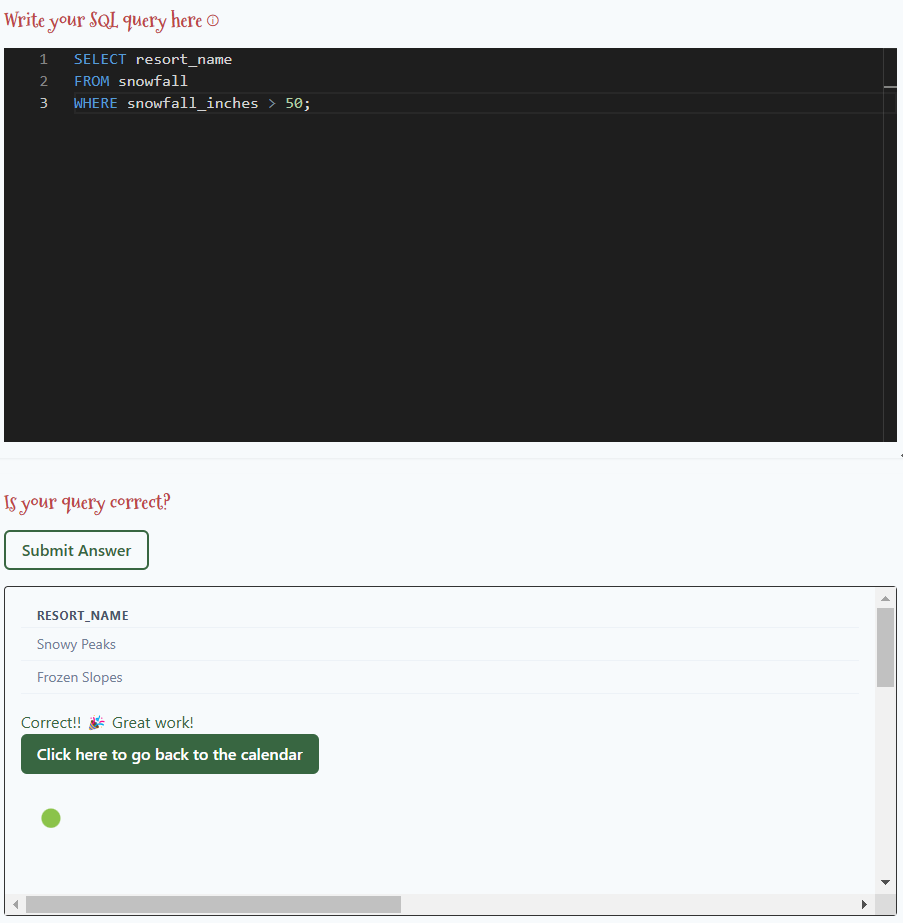 Write your SQL query here ⓘ
1 SELECT resort_name
2 FROM snowfall
3 WHERE snowfall_inches > 50;
Is your query correct?
Submit Answer
RESORT_NAME
Snowy Peaks
Frozen Slopes
Correct!! 🎉 Great work!
Click here to go back to the calendar